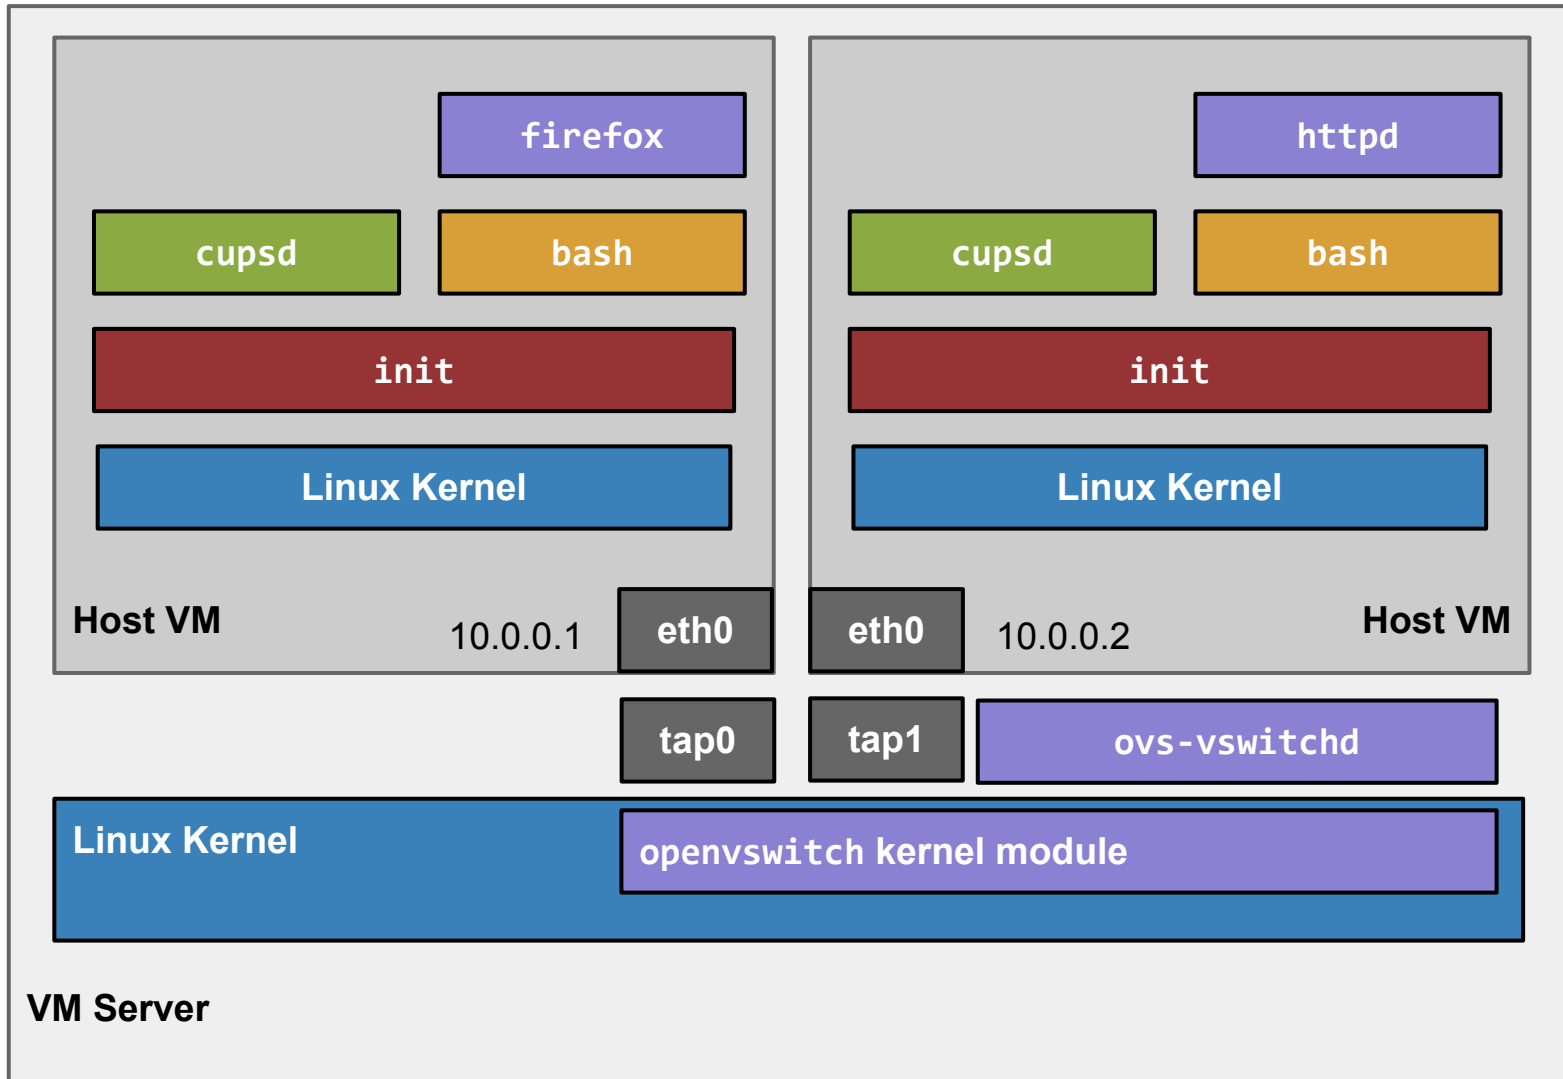 firefox
httpd
cupsd
bash
cupsd
bash
init
init
Linux Kernel
Linux Kernel
Host VM
10.0.0.1
eth0
eth0
10.0.0.2
Host VM
tap0
tap1
ovs-vswitchd
Linux Kernel
openvswitch kernel module
VM Server